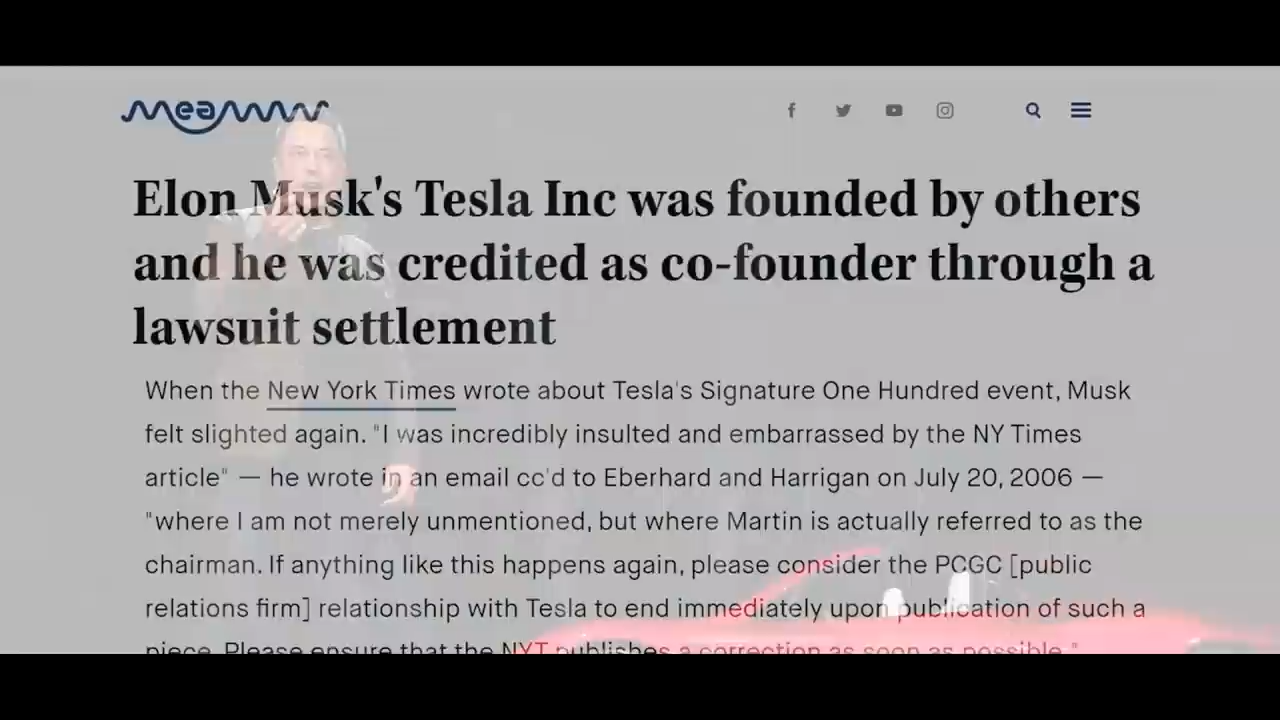 meaww
Elon Musk's Tesla Inc was founded by others
and he was credited as co-founder through a
lawsuit settlement
When the New York Times wrote about Tesla's Signature One Hundred event, Musk
felt slighted again. "I was incredibly insulted and embarrassed by the NY Times
article" — he wrote in an email cc'd to Eberhard and Harrigan on July 20, 2006 —
"where I am not merely unmentioned, but where Martin is actually referred to as the
chairman. If anything like this happens again, please consider the PCGC [public
relations firm] relationship with Tesla to end immediately upon publication of such a
piece. Please ensure that the NYT publishes a correction as soon as possible."